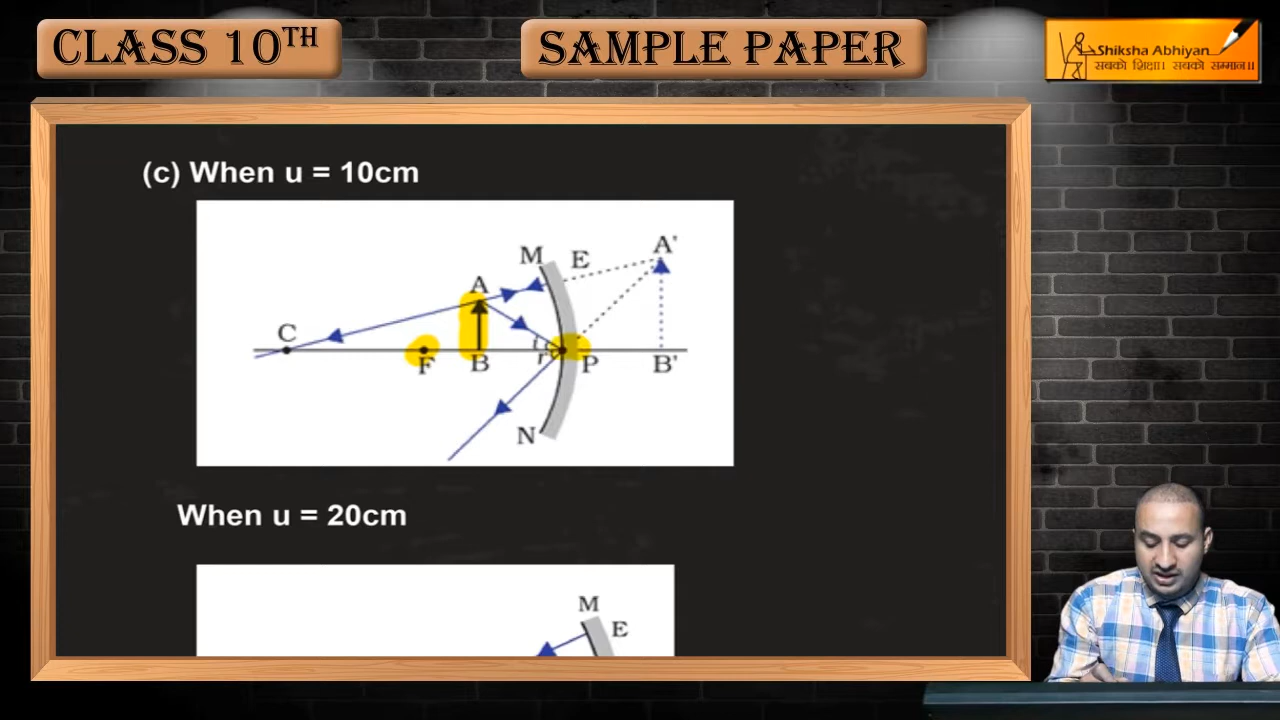 CLASS 10TH
SAMPLE PAPER
Shiksha Abhiyan
सबको शिक्षा। सबको सम्मान॥
(c) When u = 10cm
M E A'
A
C
i
F B r P B'
N
When u = 20cm
M
E